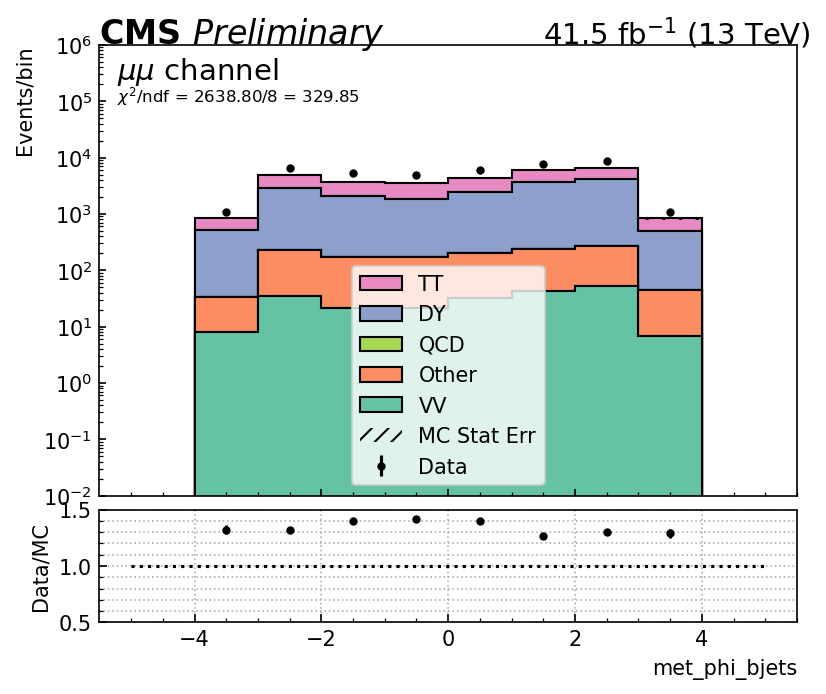 CMS Preliminary 41.5 fb⁻¹ (13 TeV)
Events/bin
μμ channel
χ²/ndf = 2638.80/8 = 329.85
10⁶
10⁵
10⁴
10³
10²
10¹
10⁰
10⁻¹
10⁻²
TT
DY
QCD
Other
VV
MC Stat Err
Data
Data/MC
1.5
1.0
0.5
−4 −2 0 2 4
met_phi_bjets